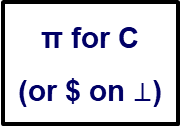 π for C
(or $ on ⊥)